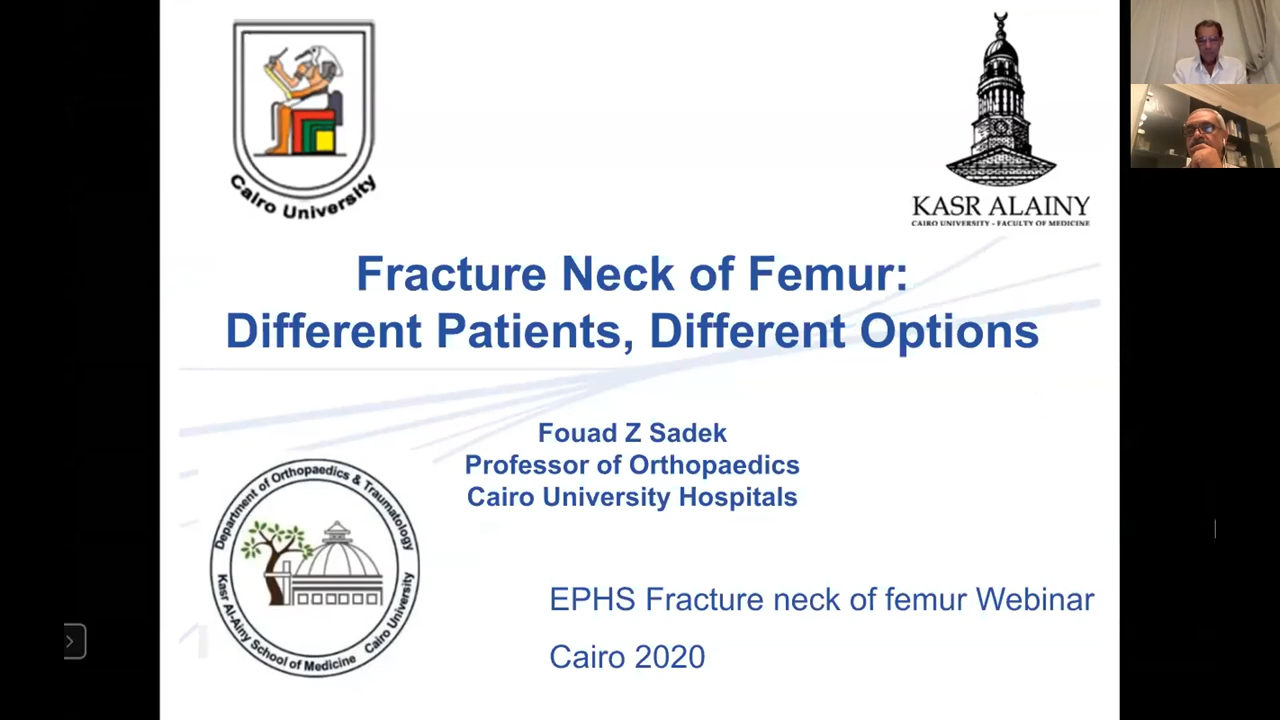 Cairo University
KASR ALAINY
CAIRO UNIVERSITY - FACULTY OF MEDICINE
Fracture Neck of Femur:
Different Patients, Different Options
Fouad Z Sadek
Professor of Orthopaedics
Cairo University Hospitals
Department of Orthopaedics & Traumatology
Kasr Al-Ainy School of Medicine Cairo University
EPHS Fracture neck of femur Webinar
Cairo 2020